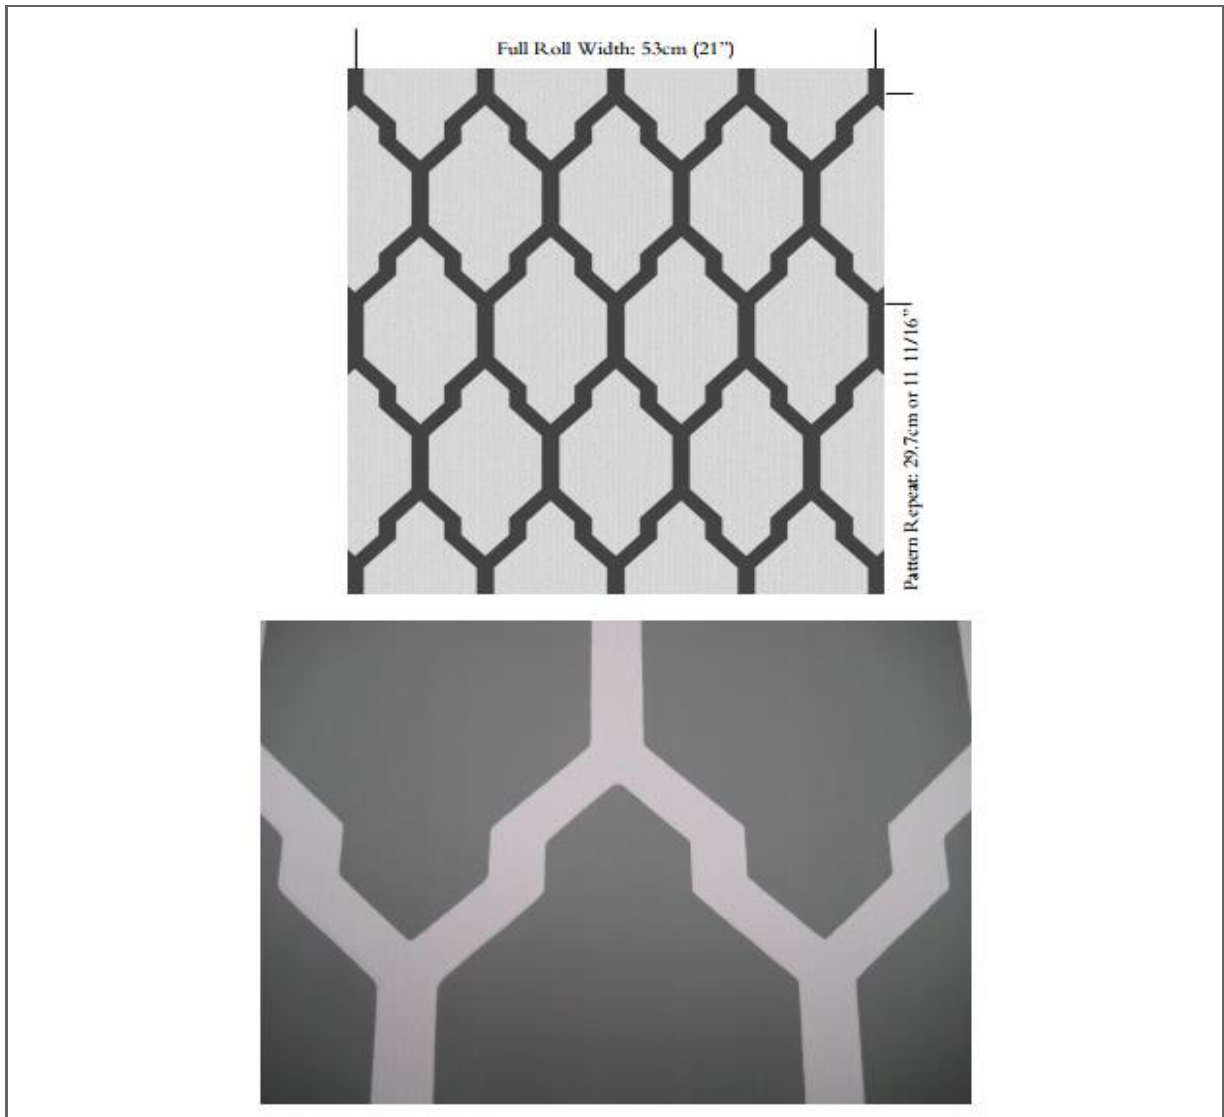 Full Roll Width: 53cm (21”)
Pattern Repeat: 29.7cm or 11 11/16”